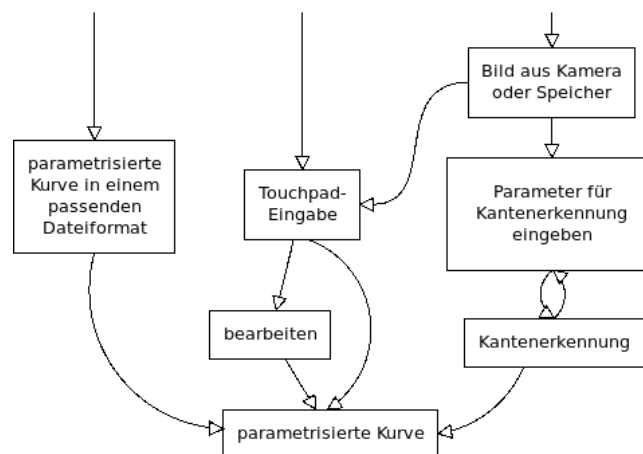 Bild aus Kamera
oder Speicher
parametrisierte
Kurve in einem
passenden
Dateiformat
Touchpad-
Eingabe
Parameter für
Kantenerkennung
eingeben
bearbeiten
Kantenerkennung
parametrisierte Kurve